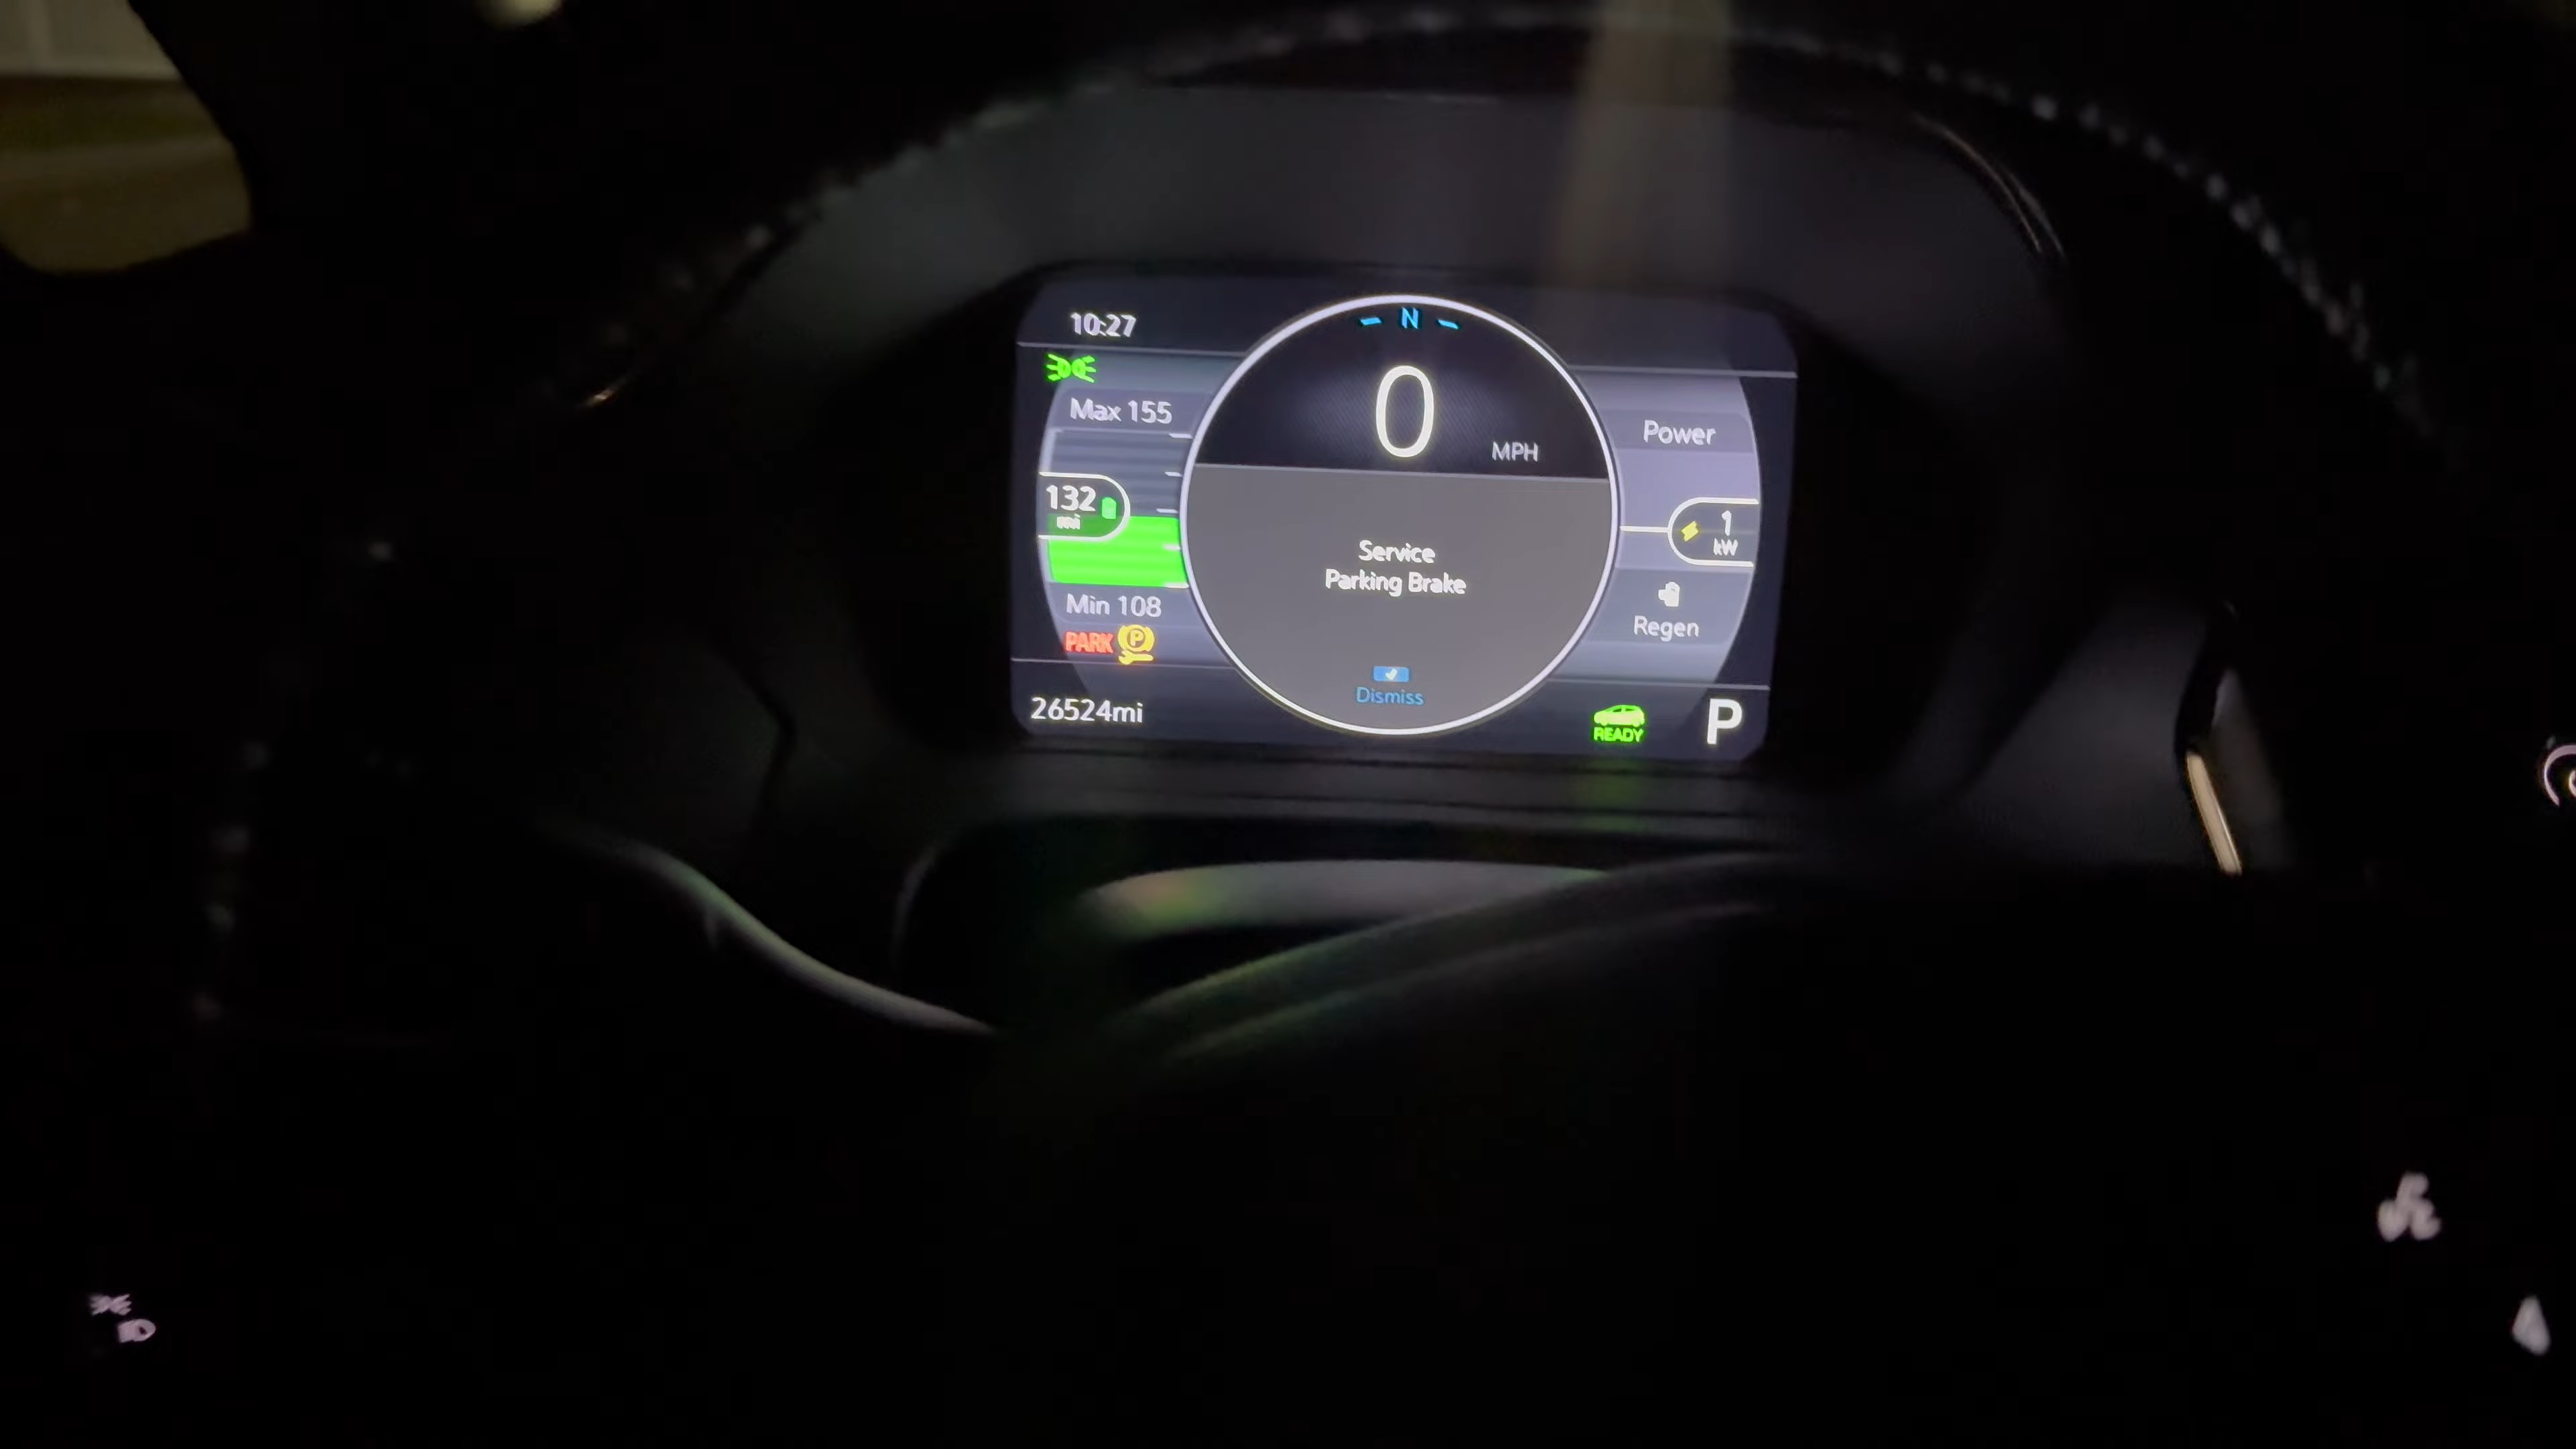 10:27
N
Max 155
0
MPH
Power
132
mi
1
kW
Service
Parking Brake
Min 108
Regen
PARK
P
Dismiss
26524mi
READY
P